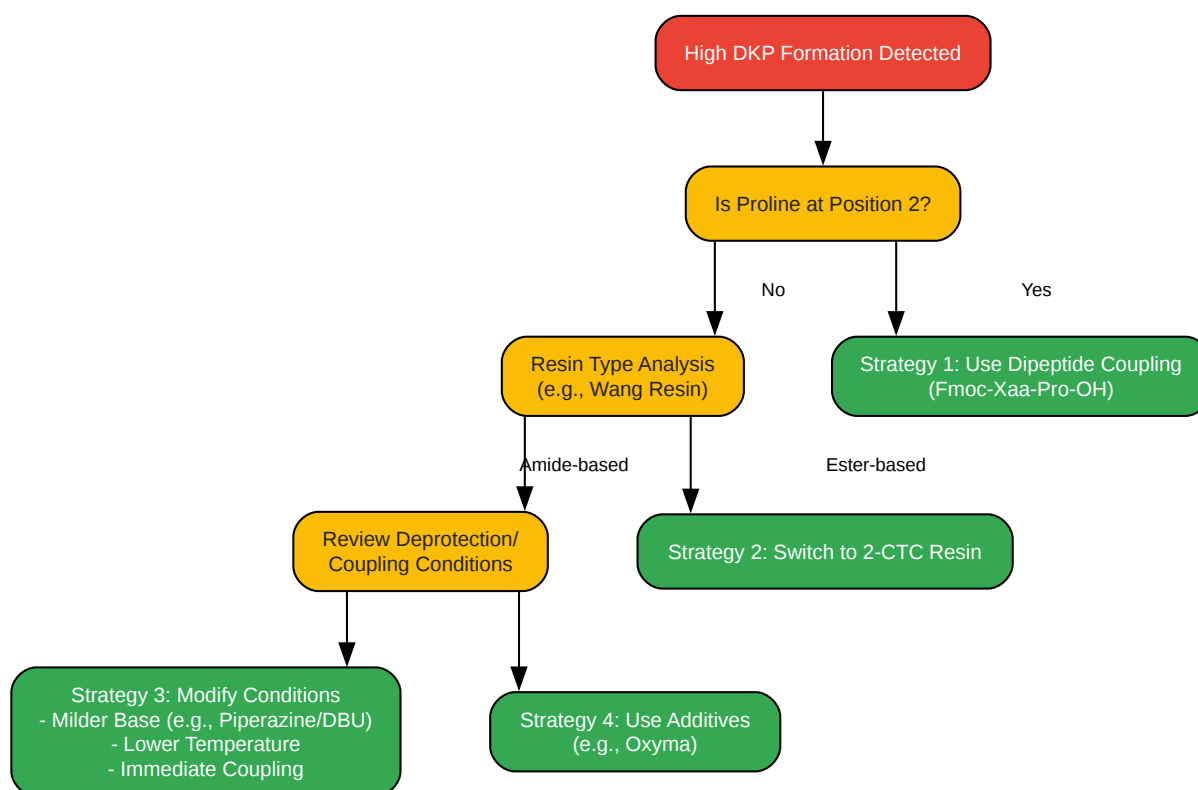 High DKP Formation Detected
Is Proline at Position 2?
No
Yes
Resin Type Analysis
(e.g., Wang Resin)
Strategy 1: Use Dipeptide Coupling
(Fmoc-Xaa-Pro-OH)
Amide-based
Ester-based
Review Deprotection/
Coupling Conditions
Strategy 2: Switch to 2-CTC Resin
Strategy 3: Modify Conditions
- Milder Base (e.g., Piperazine/DBU)
- Lower Temperature
- Immediate Coupling
Strategy 4: Use Additives
(e.g., Oxyma)